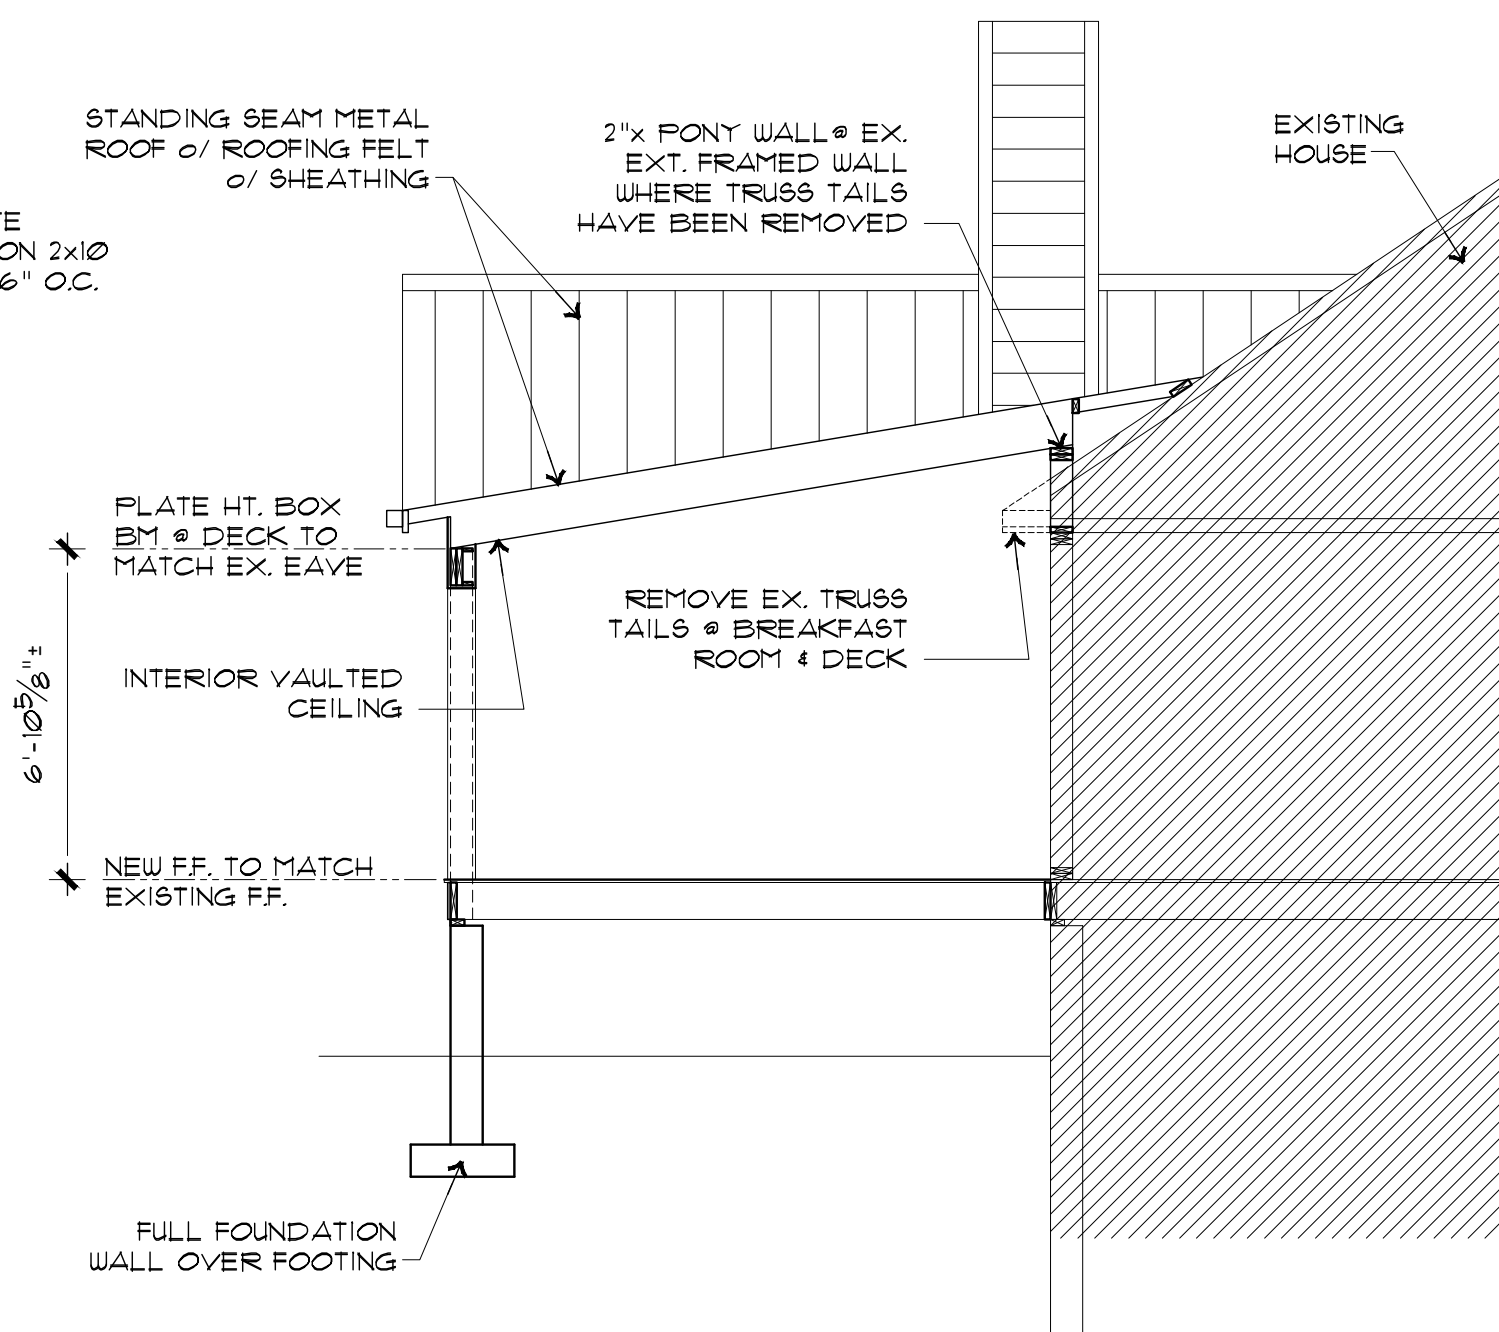 STANDING SEAM METAL
ROOF o/ ROOFING FELT
o/ SHEATHING
2"x PONY WALL @ EX.
EXT. FRAMED WALL
WHERE TRUSS TAILS
HAVE BEEN REMOVED
EXISTING
HOUSE
TE
ON 2x10
6" O.C.
PLATE HT. BOX
BM @ DECK TO
MATCH EX. EAVE
REMOVE EX. TRUSS
TAILS @ BREAKFAST
ROOM & DECK
INTERIOR VAULTED
CEILING
6'-10 5/8"±
NEW F.F. TO MATCH
EXISTING F.F.
FULL FOUNDATION
WALL OVER FOOTING